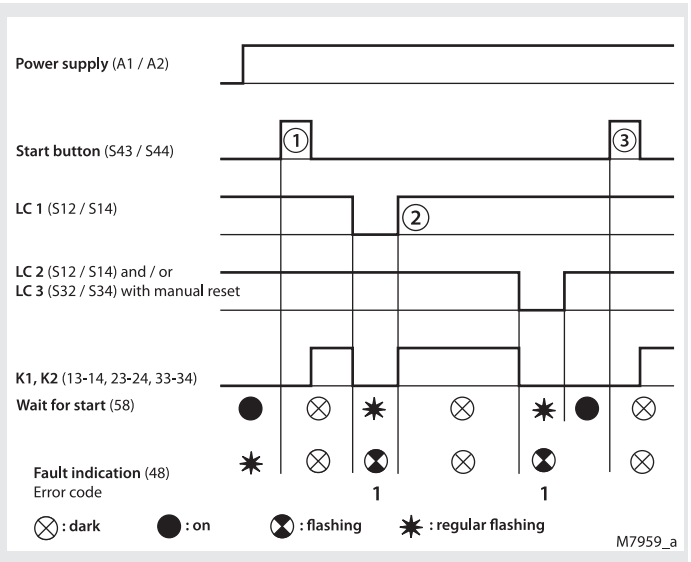 Power supply (A1 / A2)
Start button (S43 / S44)
1
3
LC 1 (S12 / S14)
2
LC 2 (S12 / S14) and / or
LC 3 (S32 / S34) with manual reset
K1, K2 (13-14, 23-24, 33-34)
Wait for start (58)
Fault indication (48)
Error code
1
1
: dark
: on
: flashing
: regular flashing
M7959_a